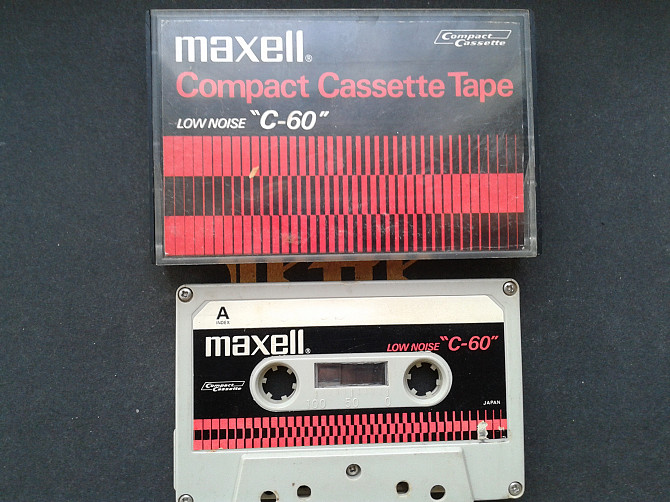 maxell®
Compact Cassette
Compact Cassette Tape
LOW NOISE "C-60"
A
INDEX
maxell®
LOW NOISE "C-60"
Compact Cassette
100 50 0
JAPAN